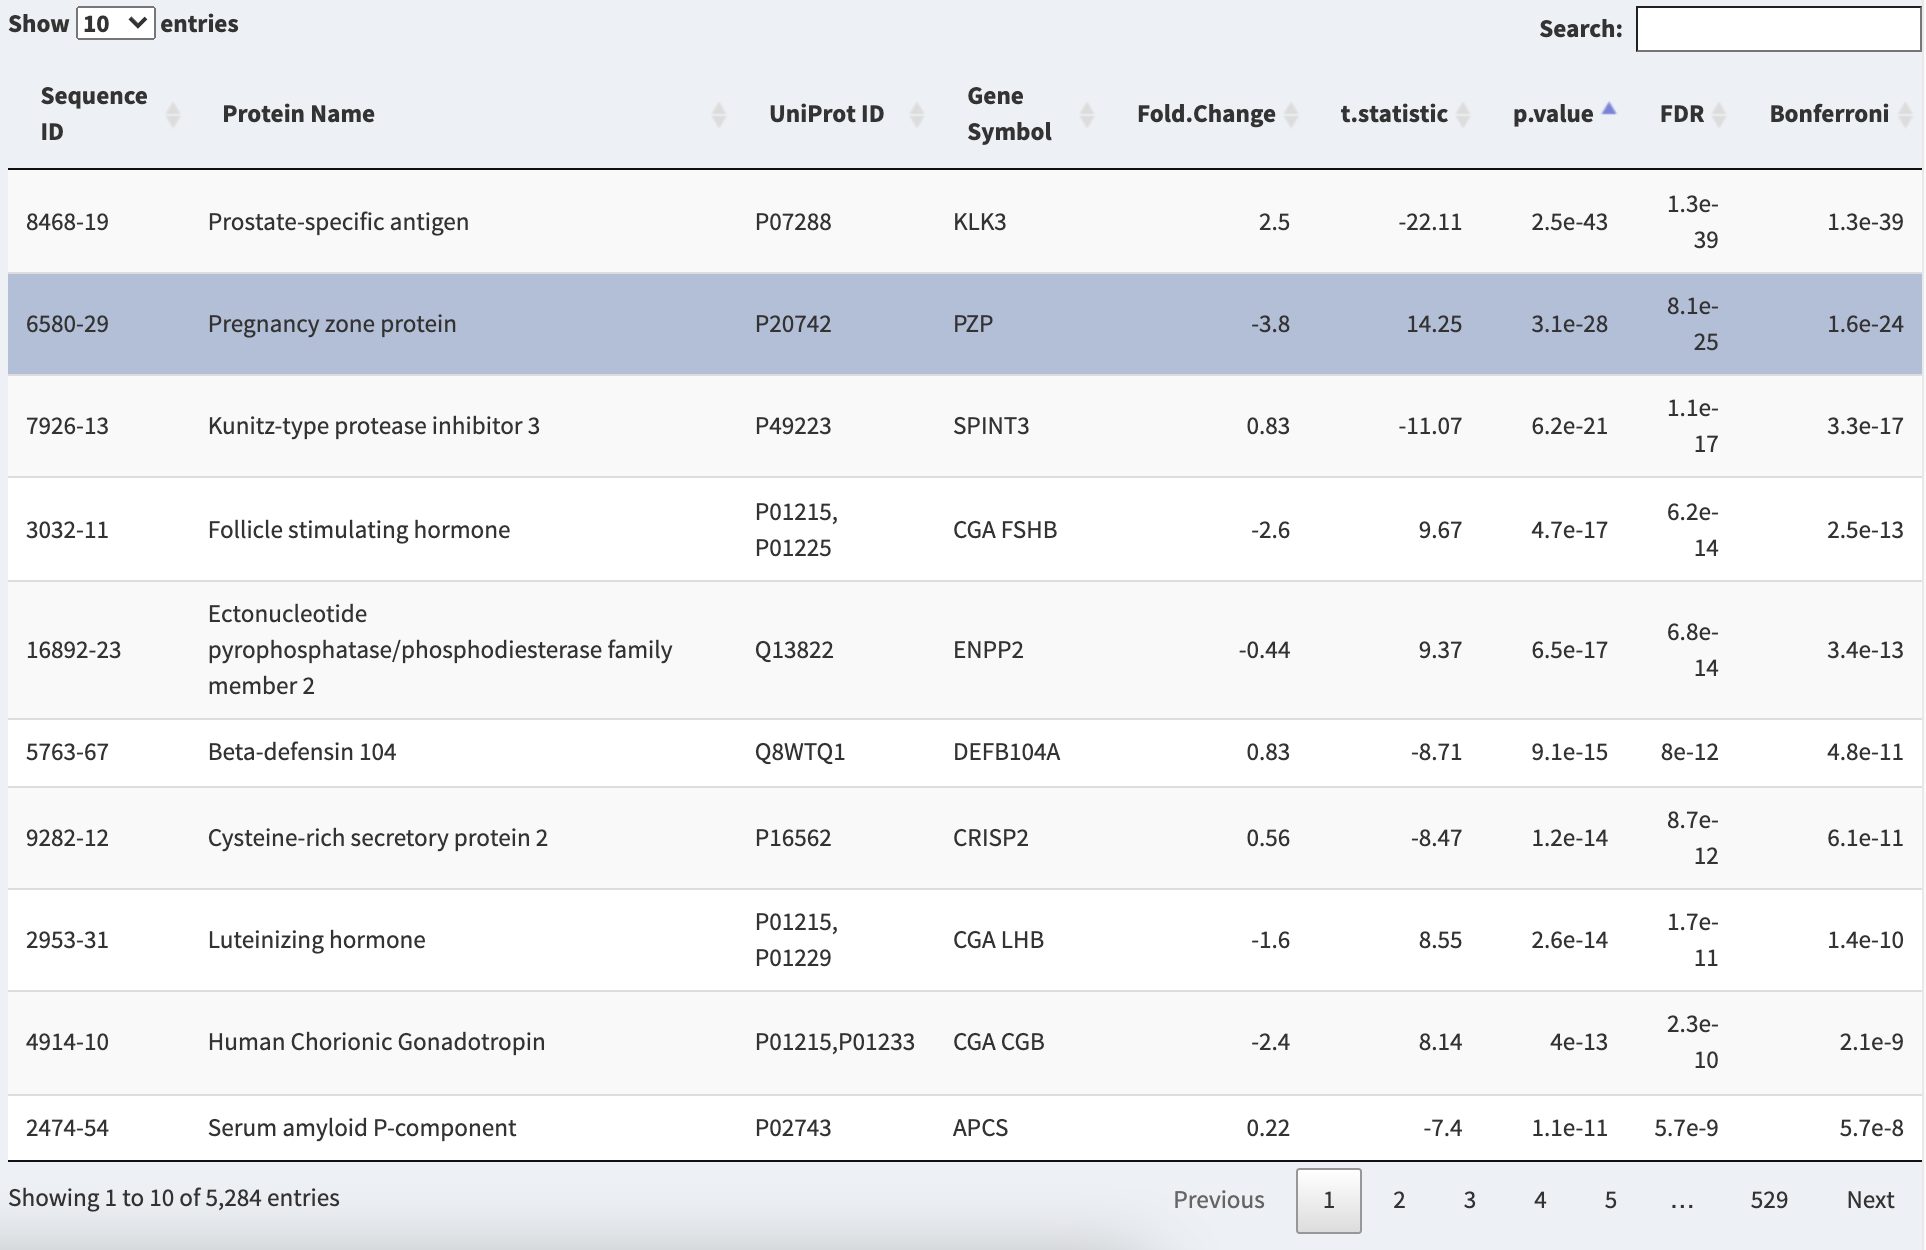 Show 10 entries
Search:
Sequence ID Protein Name UniProt ID Gene Symbol Fold.Change t.statistic p.value FDR Bonferroni
8468-19 Prostate-specific antigen P07288 KLK3 2.5 -22.11 2.5e-43 1.3e-39 1.3e-39
6580-29 Pregnancy zone protein P20742 PZP -3.8 14.25 3.1e-28 8.1e-25 1.6e-24
7926-13 Kunitz-type protease inhibitor 3 P49223 SPINT3 0.83 -11.07 6.2e-21 1.1e-17 3.3e-17
3032-11 Follicle stimulating hormone P01215, P01225 CGA FSHB -2.6 9.67 4.7e-17 6.2e-14 2.5e-13
16892-23 Ectonucleotide pyrophosphatase/phosphodiesterase family member 2 Q13822 ENPP2 -0.44 9.37 6.5e-17 6.8e-14 3.4e-13
5763-67 Beta-defensin 104 Q8WTQ1 DEFB104A 0.83 -8.71 9.1e-15 8e-12 4.8e-11
9282-12 Cysteine-rich secretory protein 2 P16562 CRISP2 0.56 -8.47 1.2e-14 8.7e-12 6.1e-11
2953-31 Luteinizing hormone P01215, P01229 CGA LHB -1.6 8.55 2.6e-14 1.7e-11 1.4e-10
4914-10 Human Chorionic Gonadotropin P01215,P01233 CGA CGB -2.4 8.14 4e-13 2.3e-10 2.1e-9
2474-54 Serum amyloid P-component P02743 APCS 0.22 -7.4 1.1e-11 5.7e-9 5.7e-8
Showing 1 to 10 of 5,284 entries
Previous 1 2 3 4 5 … 529 Next